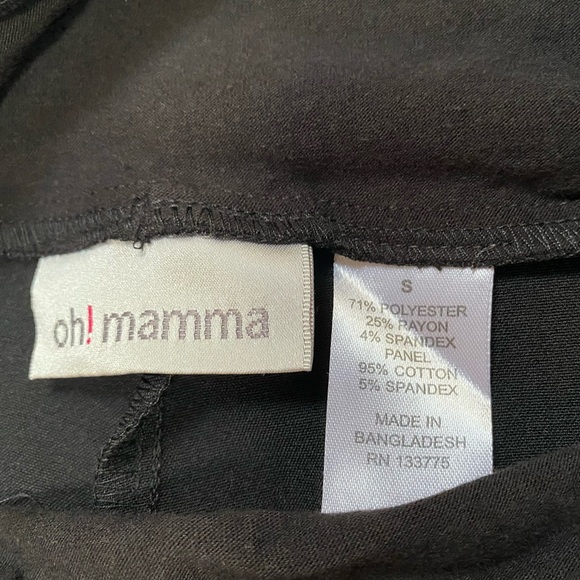 oh! mamma
S
71% POLYESTER
25% RAYON
4% SPANDEX
PANEL
95% COTTON
5% SPANDEX
MADE IN
BANGLADESH
RN 133775